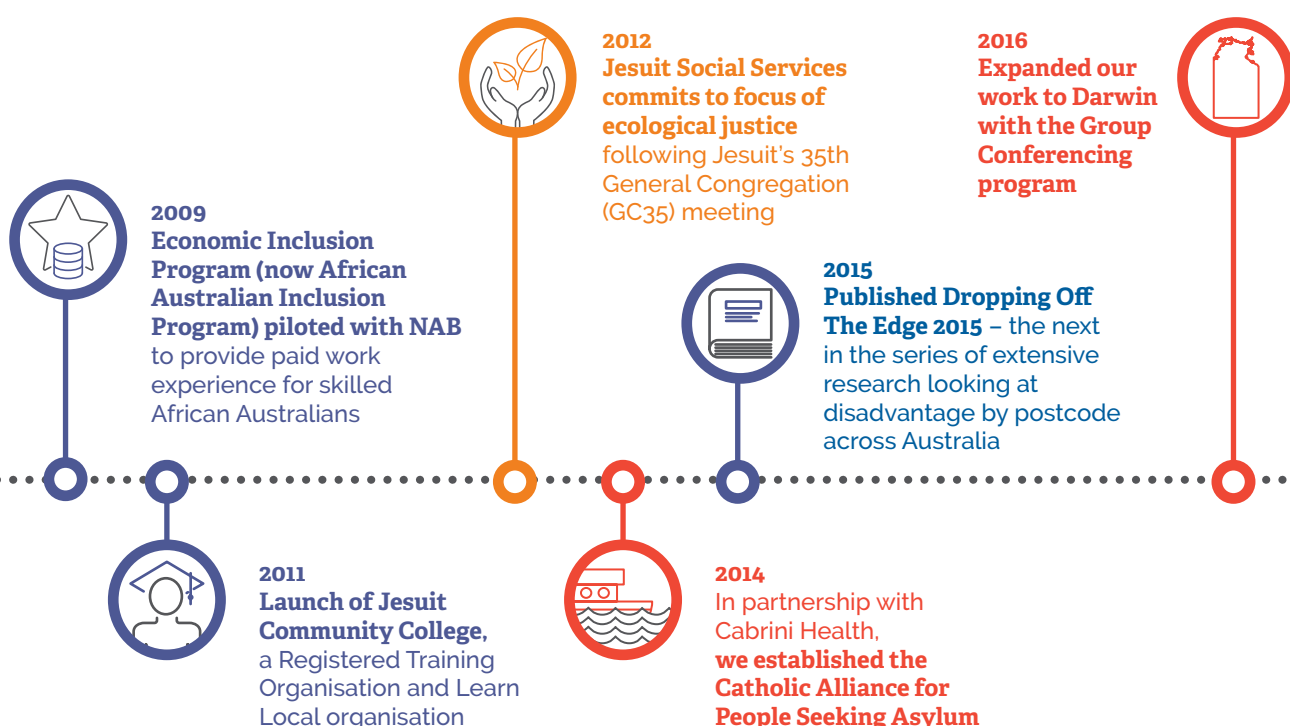 2009
Economic Inclusion
Program (now African
Australian Inclusion
Program) piloted with NAB
to provide paid work
experience for skilled
African Australians
2011
Launch of Jesuit
Community College,
a Registered Training
Organisation and Learn
Local organisation
2012
Jesuit Social Services
commits to focus of
ecological justice
following Jesuit's 35th
General Congregation
(GC35) meeting
2014
In partnership with
Cabrini Health,
we established the
Catholic Alliance for
People Seeking Asylum
2015
Published Dropping Off
The Edge 2015 – the next
in the series of extensive
research looking at
disadvantage by postcode
across Australia
2016
Expanded our
work to Darwin
with the Group
Conferencing
program